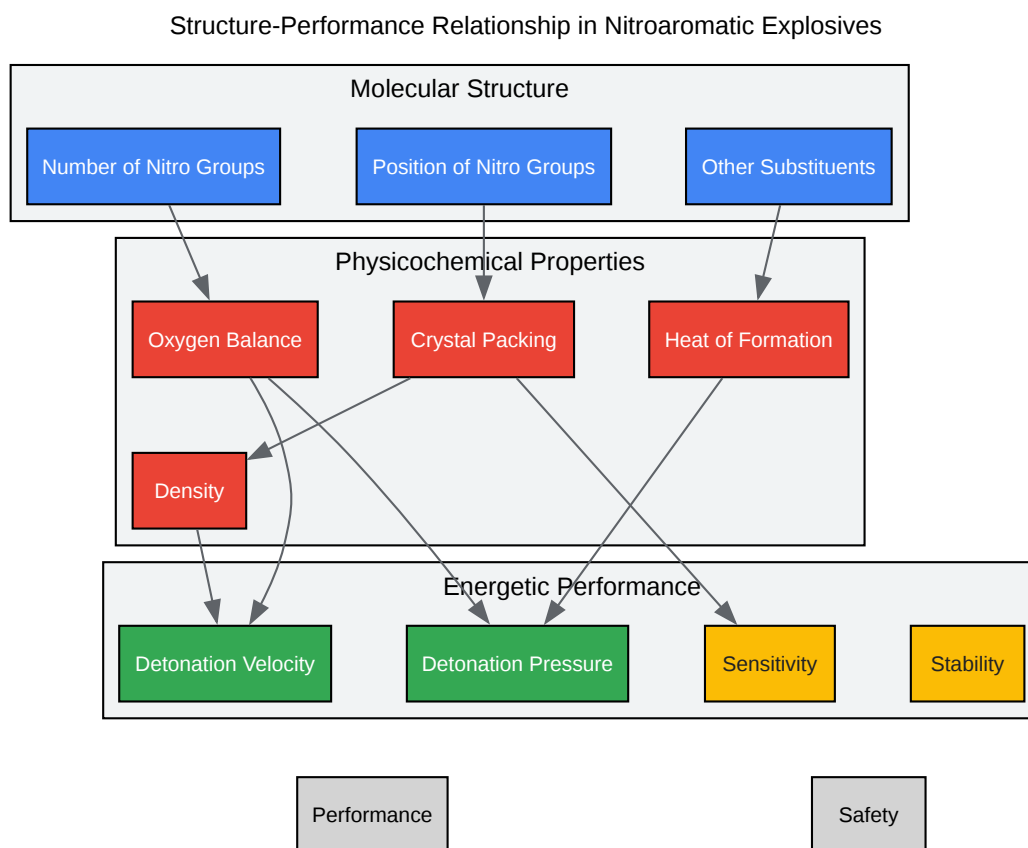 Structure-Performance Relationship in Nitroaromatic Explosives
Molecular Structure
Number of Nitro Groups
Position of Nitro Groups
Other Substituents
Physicochemical Properties
Oxygen Balance
Crystal Packing
Heat of Formation
Density
Energetic Performance
Detonation Velocity
Detonation Pressure
Sensitivity
Stability
Performance
Safety